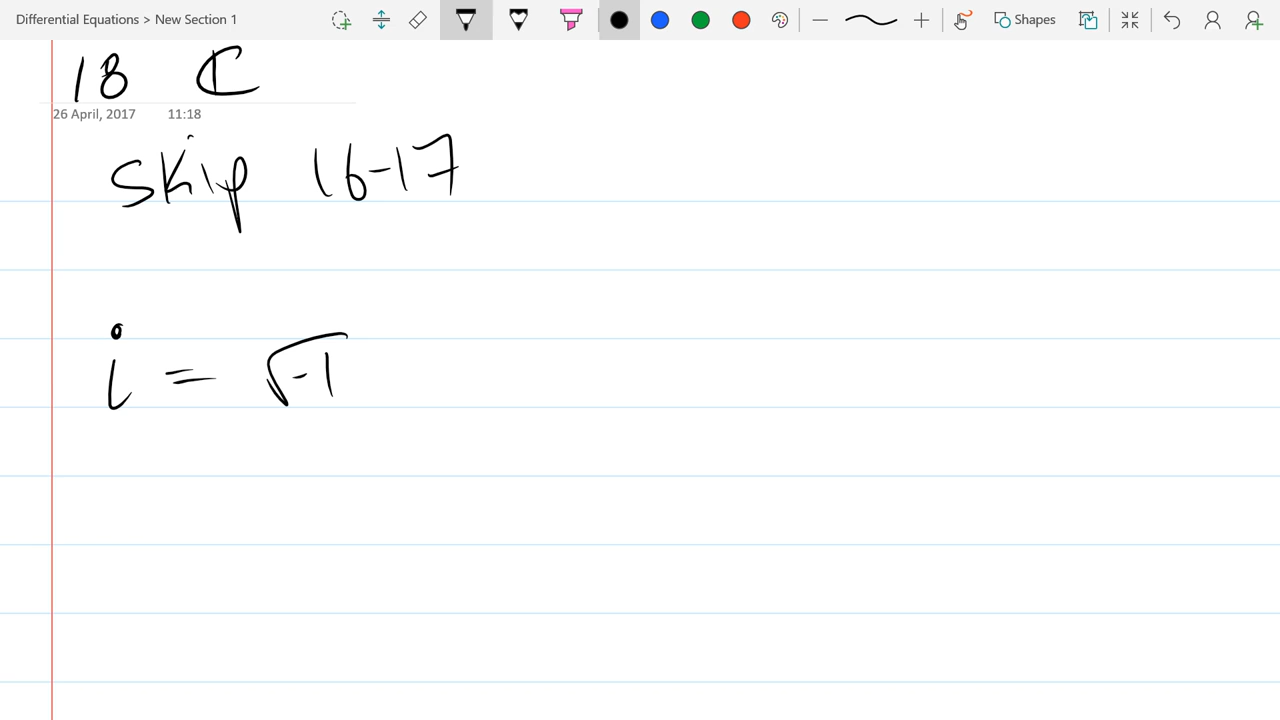 Differential Equations > New Section 1
Shapes
18 ℂ
26 April, 2017 11:18
Skip 16-17
i = √-1